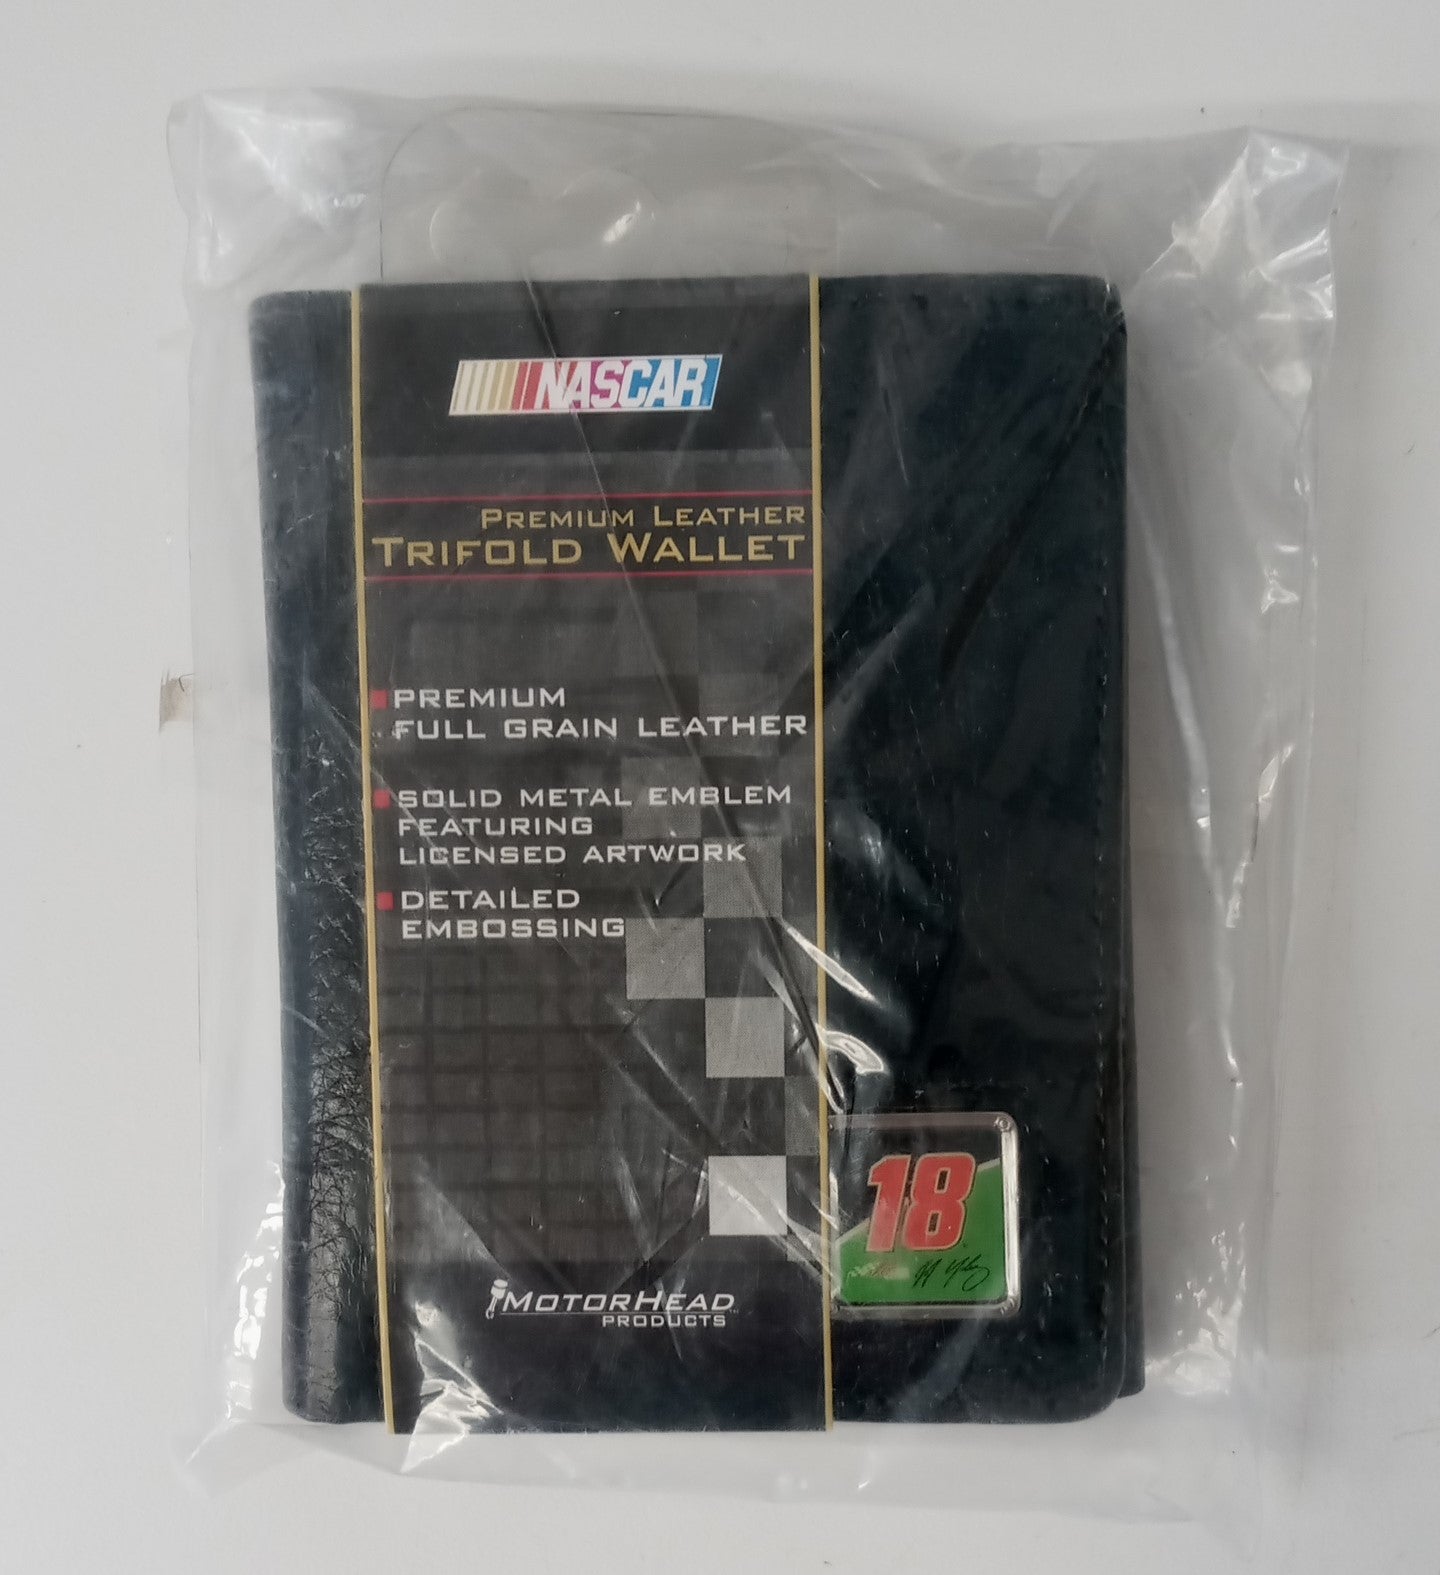 NASCAR
PREMIUM LEATHER
TRIFOLD WALLET
PREMIUM
FULL GRAIN LEATHER
SOLID METAL EMBLEM
FEATURING
LICENSED ARTWORK
DETAILED
EMBOSSING
18
MOTORHEAD™
PRODUCTS